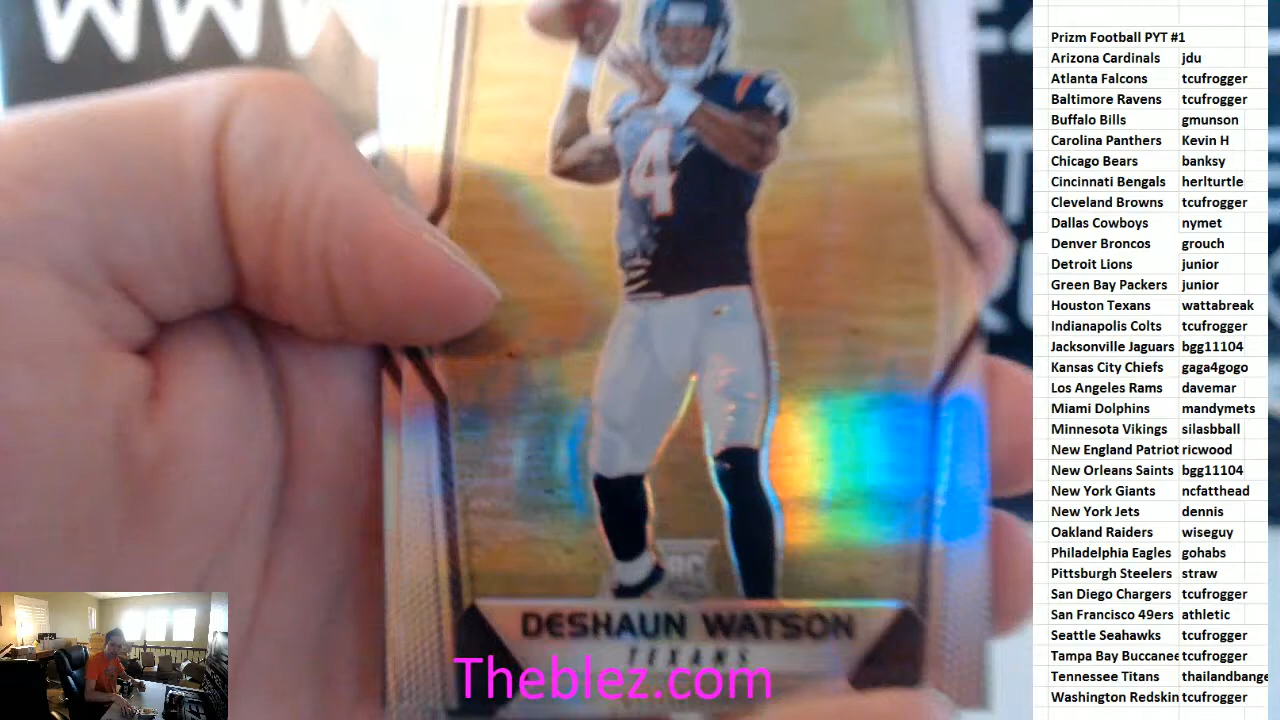 WWW
4
4
RC
DESHAUN WATSON
TEXANS
Theblez.com
Prizm Football PYT #1
Arizona Cardinals jdu
Atlanta Falcons tcufrogger
Baltimore Ravens tcufrogger
Buffalo Bills gmunson
Carolina Panthers Kevin H
Chicago Bears banksy
Cincinnati Bengals herlturtle
Cleveland Browns tcufrogger
Dallas Cowboys nymet
Denver Broncos grouch
Detroit Lions junior
Green Bay Packers junior
Houston Texans wattabreak
Indianapolis Colts tcufrogger
Jacksonville Jaguars bgg11104
Kansas City Chiefs gaga4gogo
Los Angeles Rams davemar
Miami Dolphins mandymets
Minnesota Vikings silasbball
New England Patriot ricwood
New Orleans Saints bgg11104
New York Giants ncfatthead
New York Jets dennis
Oakland Raiders wiseguy
Philadelphia Eagles gohabs
Pittsburgh Steelers straw
San Diego Chargers tcufrogger
San Francisco 49ers athletic
Seattle Seahawks tcufrogger
Tampa Bay Buccanee tcufrogger
Tennessee Titans thailandbange
Washington Redskin tcufrogger